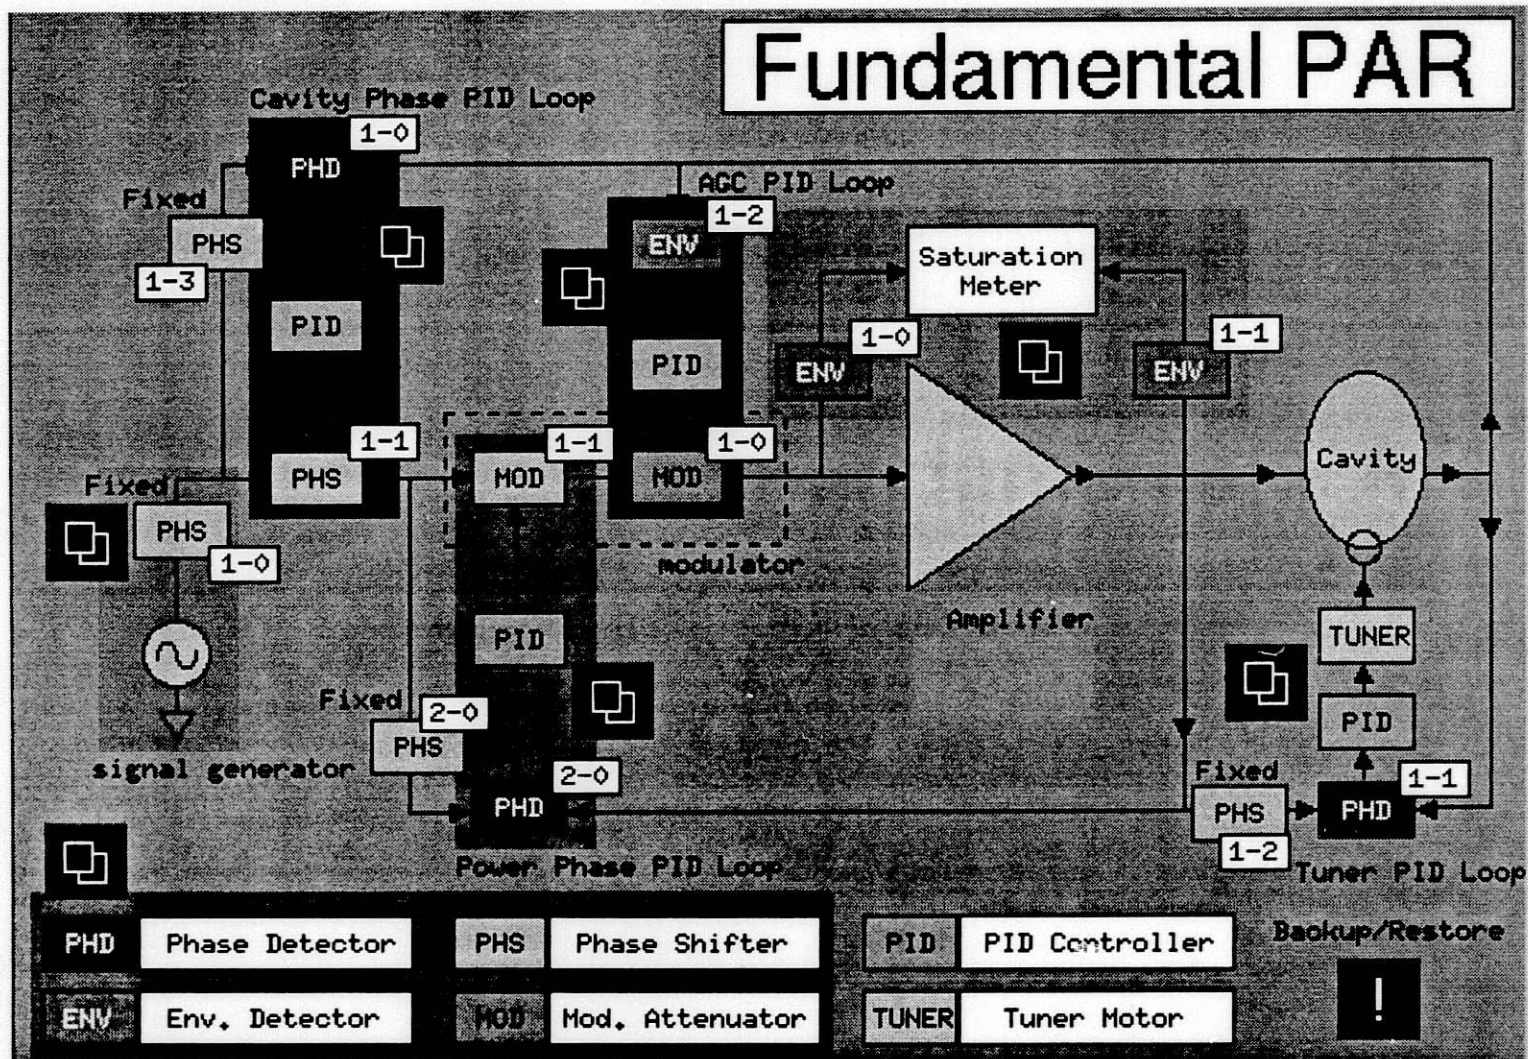 Fundamental PAR
Cavity Phase PID Loop
1-0
PHD
AGC PID Loop
Fixed
1-2
PHS
ENV
1-3
Saturation
Meter
PID
1-0
1-1
PID
ENV
ENV
1-1
1-1
1-0
Fixed
PHS
MOD
MOD
Cavity
PHS
1-0
modulator
Amplifier
PID
TUNER
Fixed
2-0
PHS
PID
signal generator
2-0
Fixed
1-1
PHD
PHS
PHD
1-2
Power Phase PID Loop
Tuner PID Loop
PHD Phase Detector
PHS Phase Shifter
PID PID Controller
Backup/Restore
ENV Env. Detector
MOD Mod. Attenuator
TUNER Tuner Motor
!